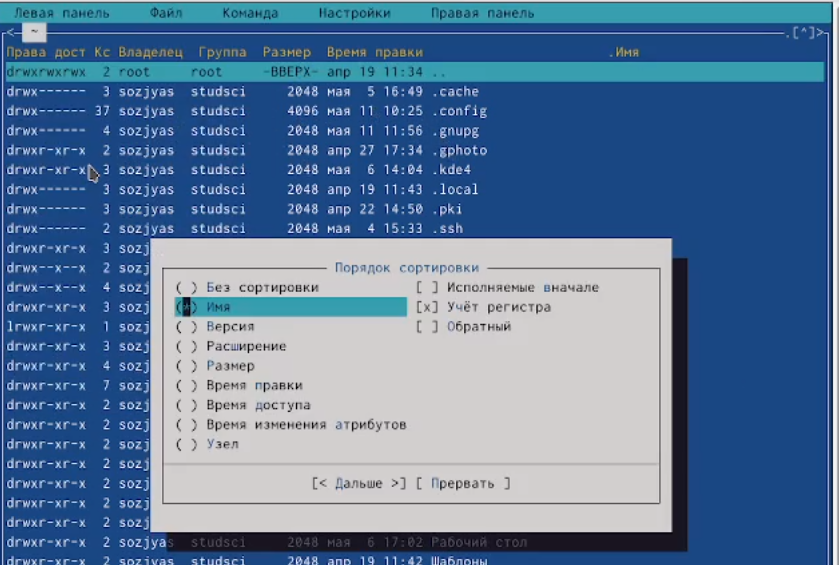 Левая панель Файл Команда Настройки Правая панель
<─ ~ .[^]>
Права дост Кс Владелец Группа Размер Время правки .Имя
drwxrwxrwx 2 root root -ВВЕРХ- апр 19 11:34 ..
drwx------ 3 sozjyas studsci 2048 мая 5 16:49 .cache
drwx------ 37 sozjyas studsci 4096 мая 11 10:25 .config
drwx------ 4 sozjyas studsci 2048 мая 11 11:56 .gnupg
drwxr-xr-x 2 sozjyas studsci 2048 апр 27 17:34 .gphoto
drwxr-xr-x 3 sozjyas studsci 2048 мая 6 14:04 .kde4
drwx------ 3 sozjyas studsci 2048 апр 19 11:43 .local
drwx------ 3 sozjyas studsci 2048 апр 22 14:50 .pki
drwx------ 2 sozjyas studsci 2048 мая 4 15:33 .ssh
drwxr-xr-x 3 sozj
Порядок сортировки
drwx--x--x 2 sozj
drwx--x--x 4 sozj ( ) Без сортировки [ ] Исполняемые вначале
drwxr-xr-x 3 sozj (*) Имя [x] Учёт регистра
lrwxr-xr-x 1 sozj ( ) Версия [ ] Обратный
drwxr-xr-x 3 sozj ( ) Расширение
drwxr-xr-x 4 sozj ( ) Размер
drwxr-xr-x 7 sozj ( ) Время правки
drwxr-xr-x 2 sozj ( ) Время доступа
drwxr-xr-x 2 sozj ( ) Время изменения атрибутов
drwxr-xr-x 2 sozj ( ) Узел
drwxr-xr-x 2 sozj
drwxr-xr-x 2 sozj [< Дальше >] [ Прервать ]
drwxr-xr-x 2 sozj
drwxr-xr-x 2 sozj
drwxr-xr-x 2 sozjyas studsci 2048 мая 6 17:02 Рабочий стол
drwxr-xr-x 2 sozjyas studsci 2048 апр 19 11:42 Шаблоны